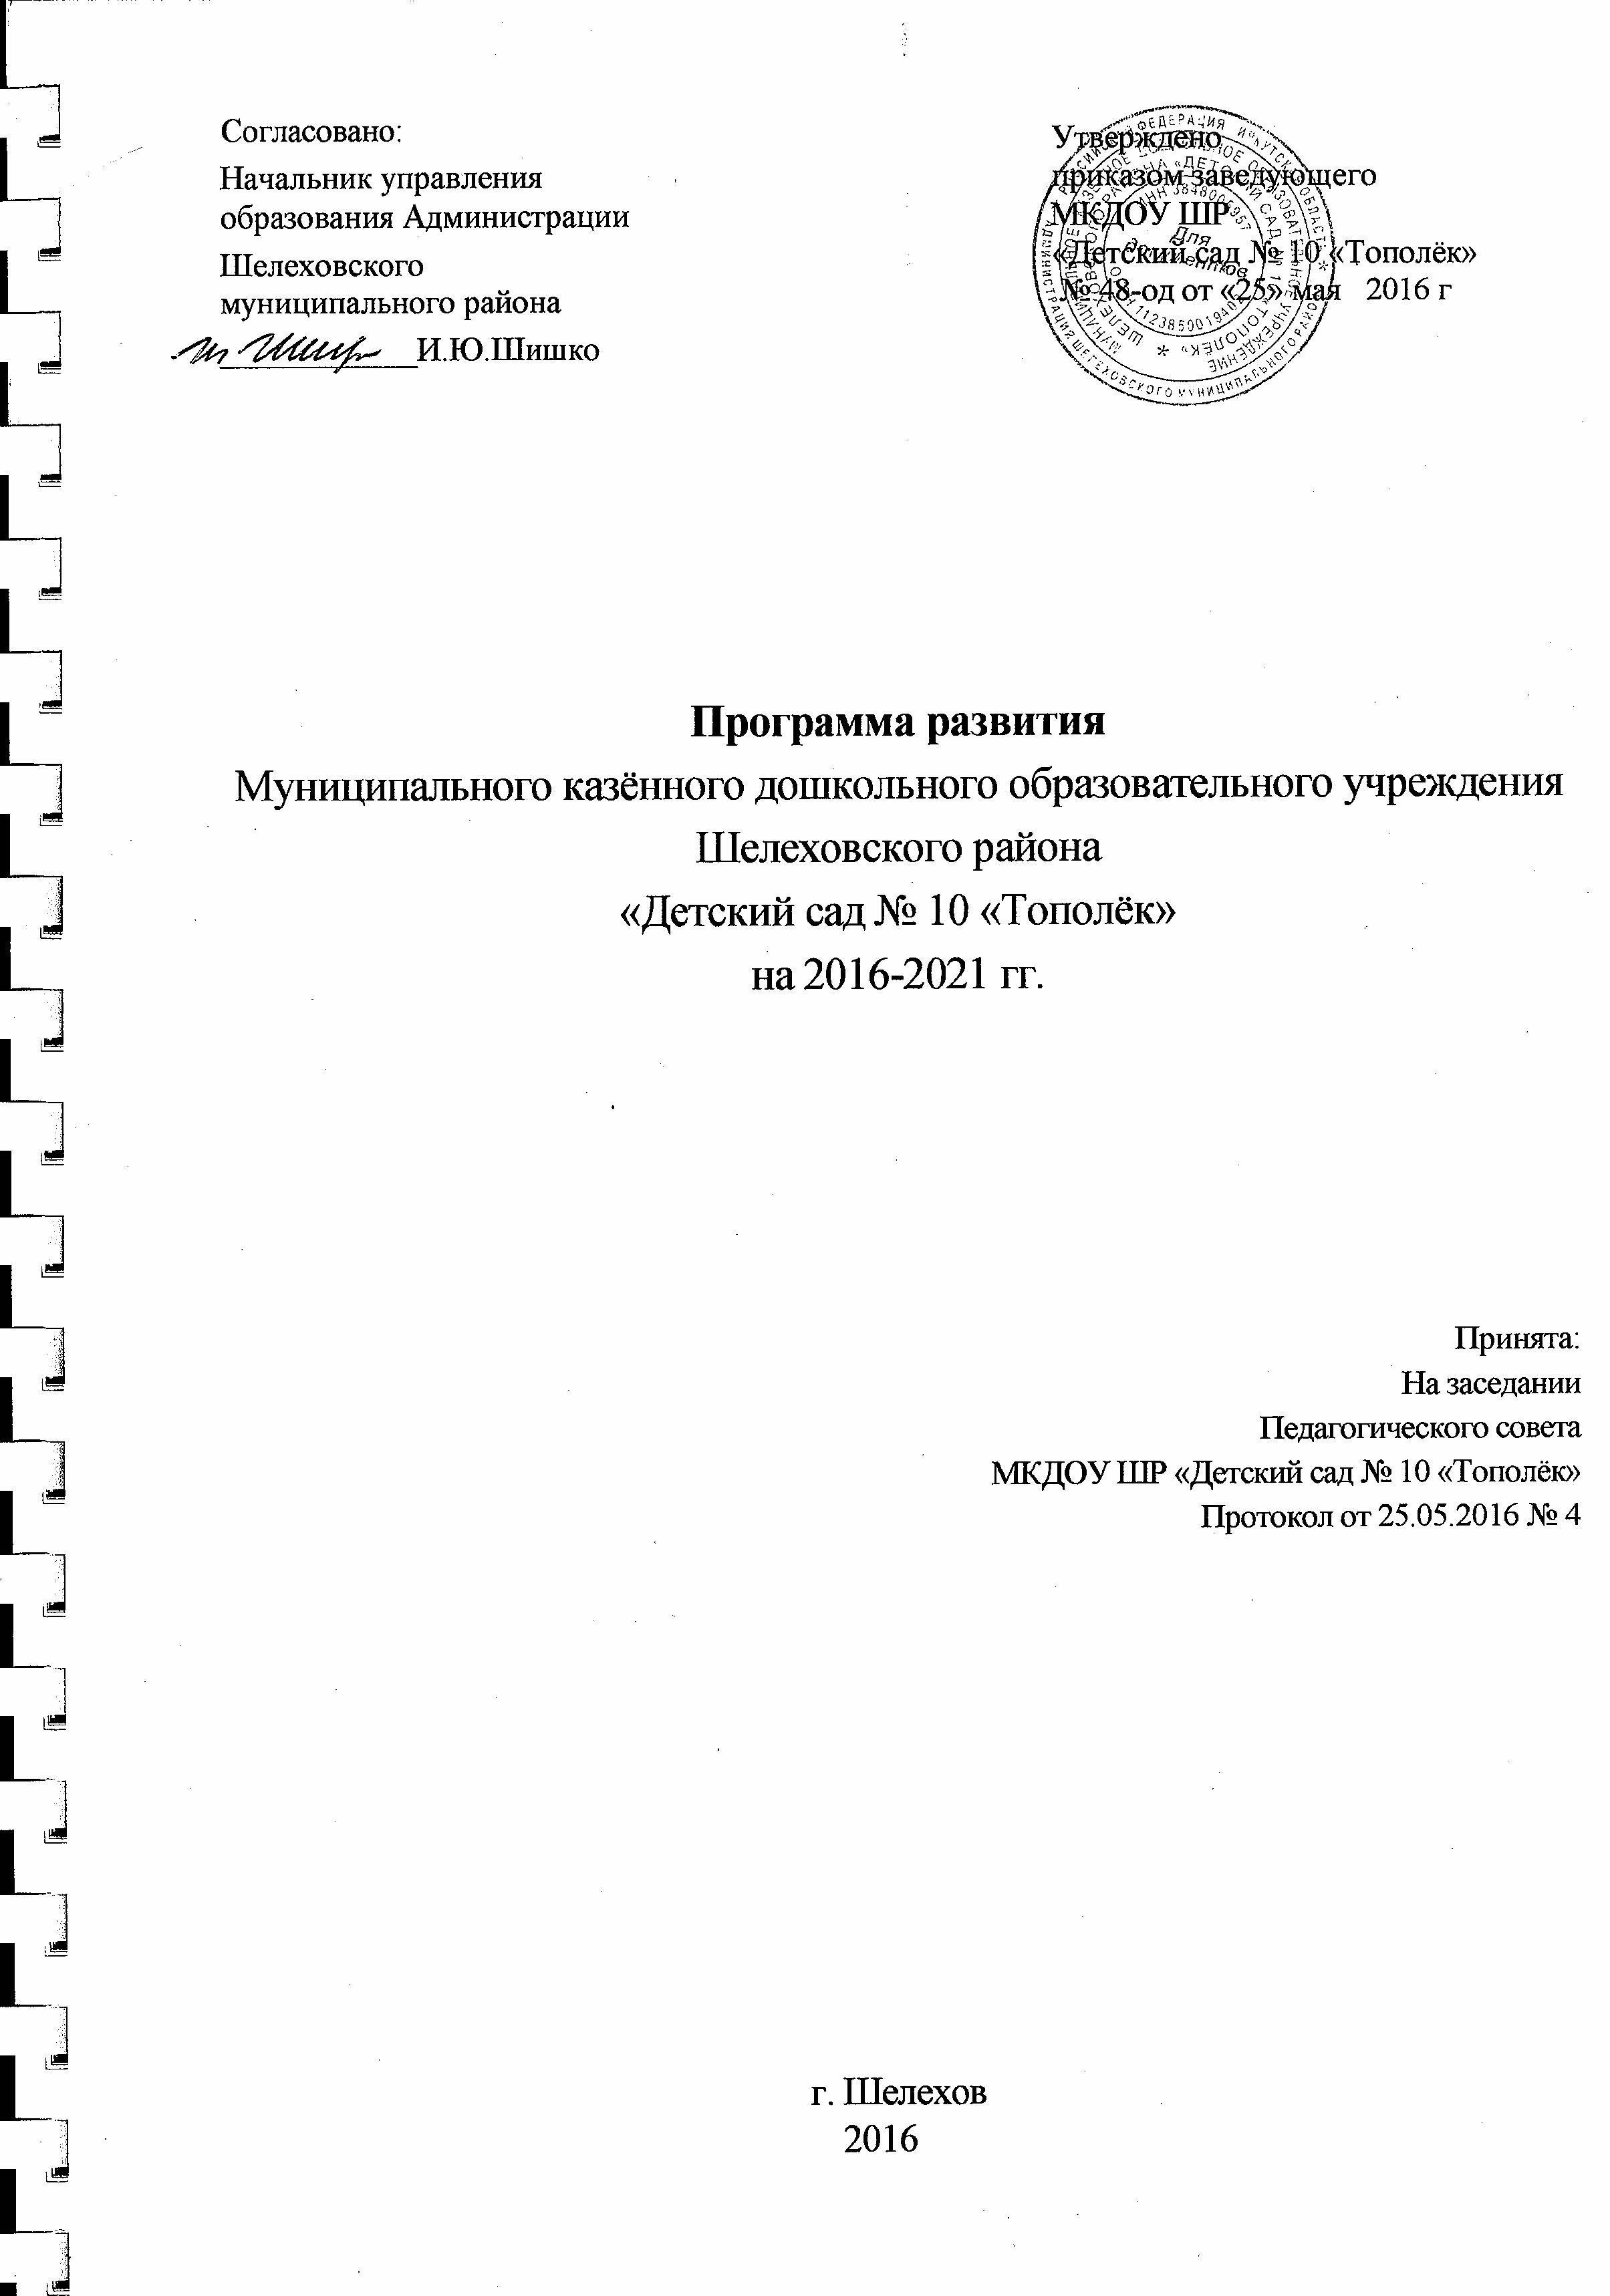 Согласовано:
Начальник управления
образования Администрации
Шелеховского
муниципального района
И.Ю.Шишко
Утверждено
приказом заведующего
МКДОУ ШР
«Детский сад № 10 «Тополёк»
№ 48-од от «25» мая 2016 г
Для
документов
Программа развития
Муниципального казённого дошкольного образовательного учреждения
Шелеховского района
«Детский сад № 10 «Тополёк»
на 2016-2021 гг.
Принята:
На заседании
Педагогического совета
МКДОУ ШР «Детский сад № 10 «Тополёк»
Протокол от 25.05.2016 № 4
г. Шелехов
2016